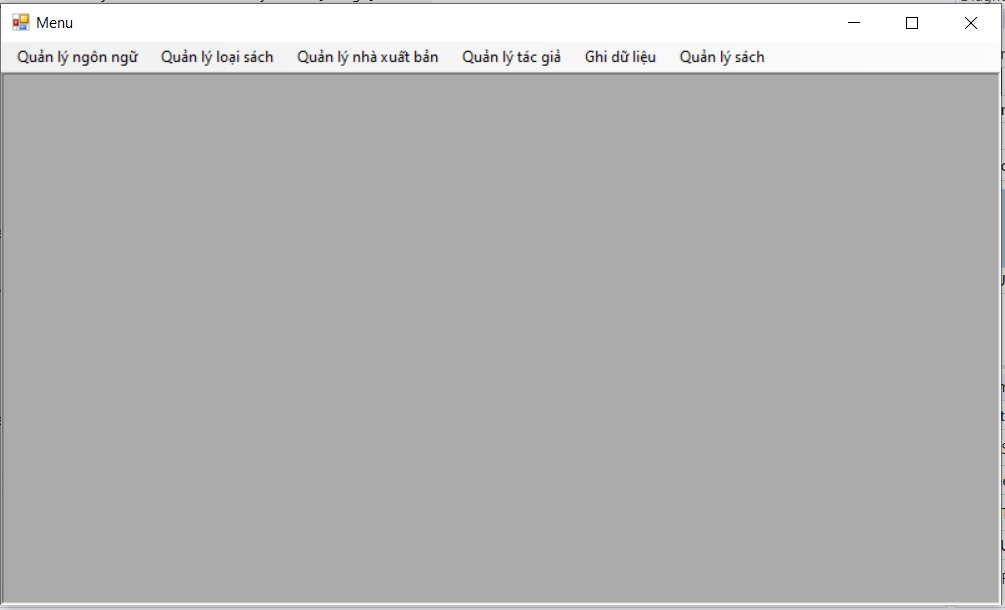 Menu
Quản lý ngôn ngữ Quản lý loại sách Quản lý nhà xuất bản Quản lý tác giả Ghi dữ liệu Quản lý sách